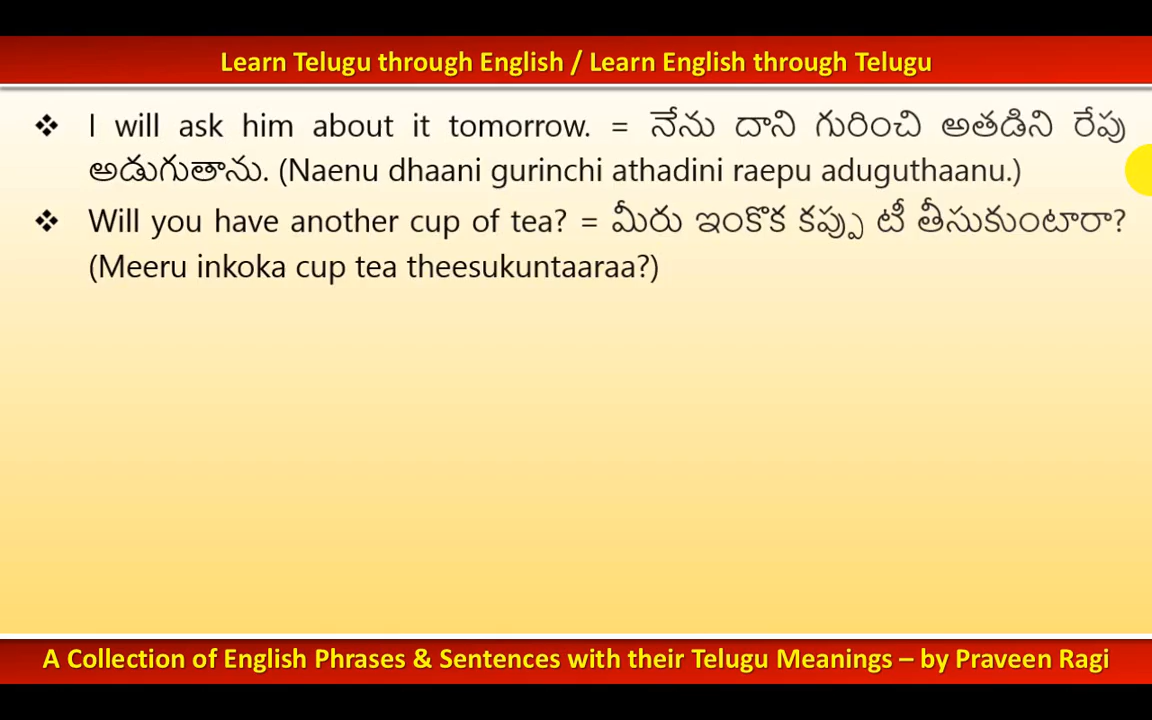 Learn Telugu through English / Learn English through Telugu
❖ I will ask him about it tomorrow. = నేను దాని గురించి అతడిని రేపు
అడుగుతాను. (Naenu dhaani gurinchi athadini raepu aduguthaanu.)
❖ Will you have another cup of tea? = మీరు ఇంకొక కప్పు టీ తీసుకుంటారా?
(Meeru inkoka cup tea theesukuntaaraa?)
A Collection of English Phrases & Sentences with their Telugu Meanings – by Praveen Ragi